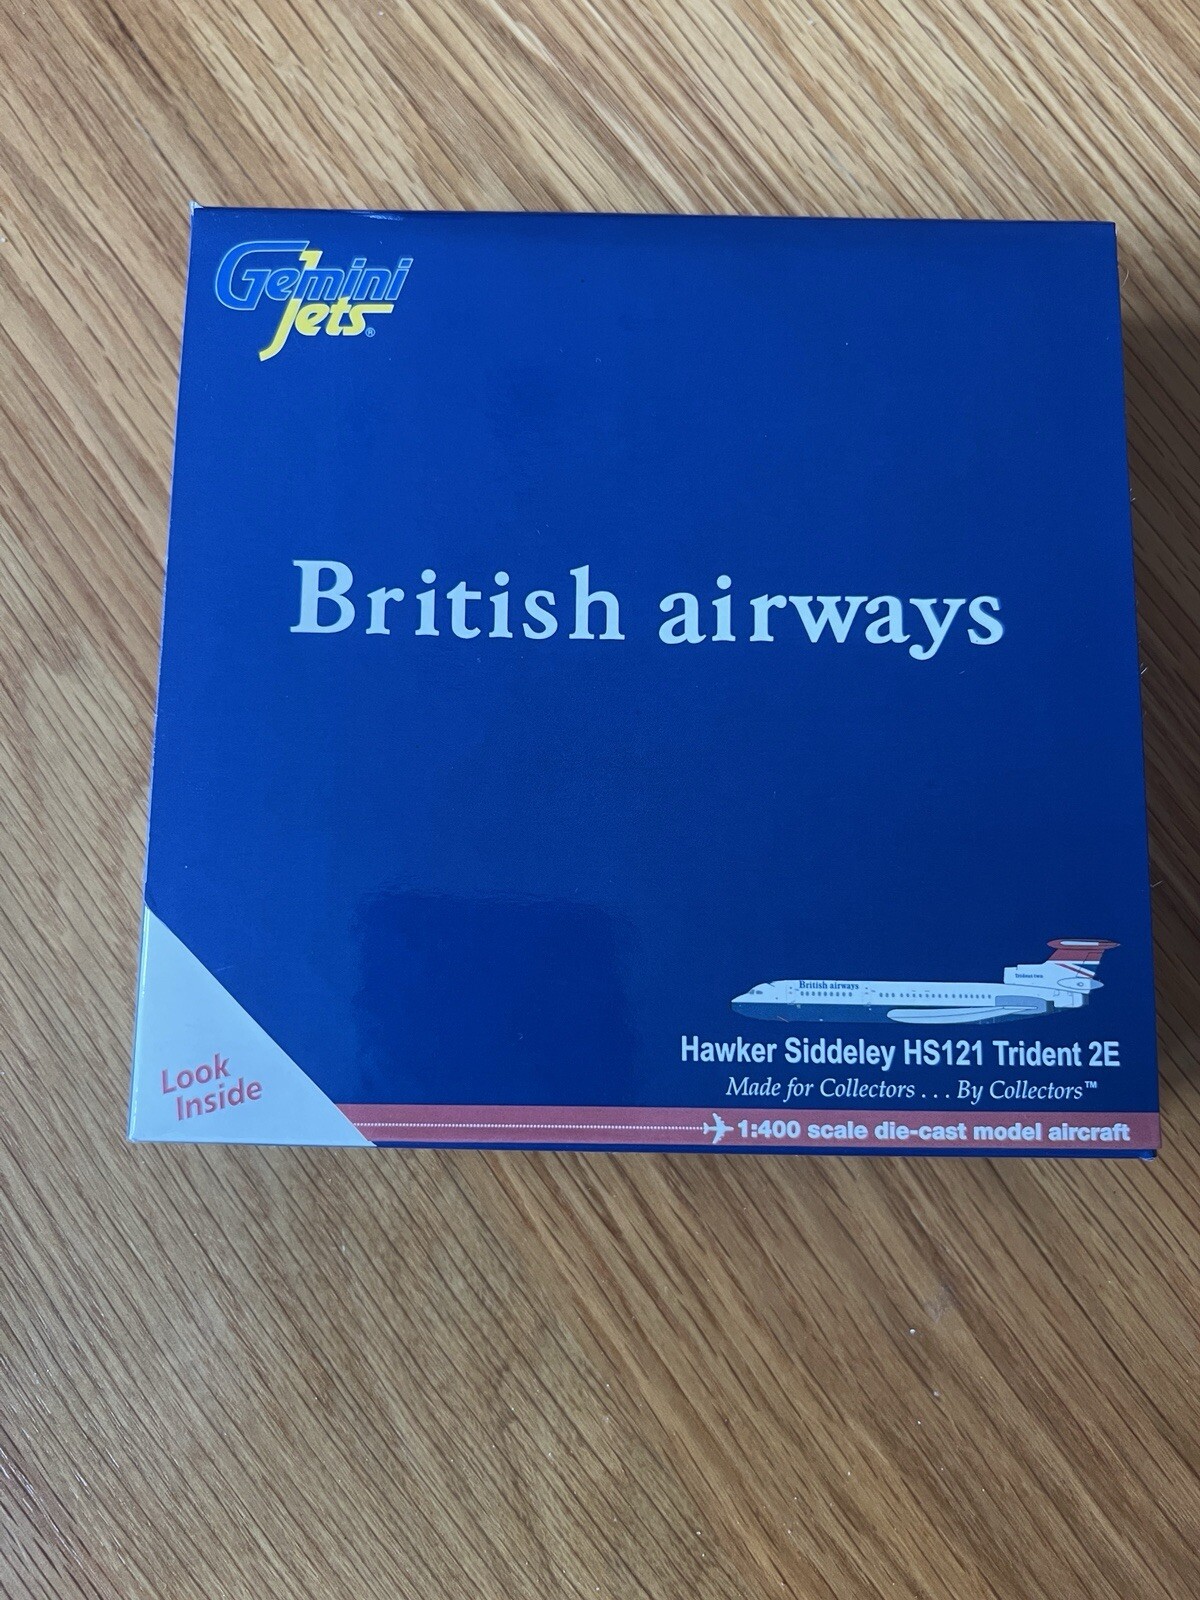 Gemini
Jets®
British airways
British airways
Hawker Siddeley HS121 Trident 2E
Made for Collectors . . . By Collectors™
Look
Inside
1:400 scale die-cast model aircraft